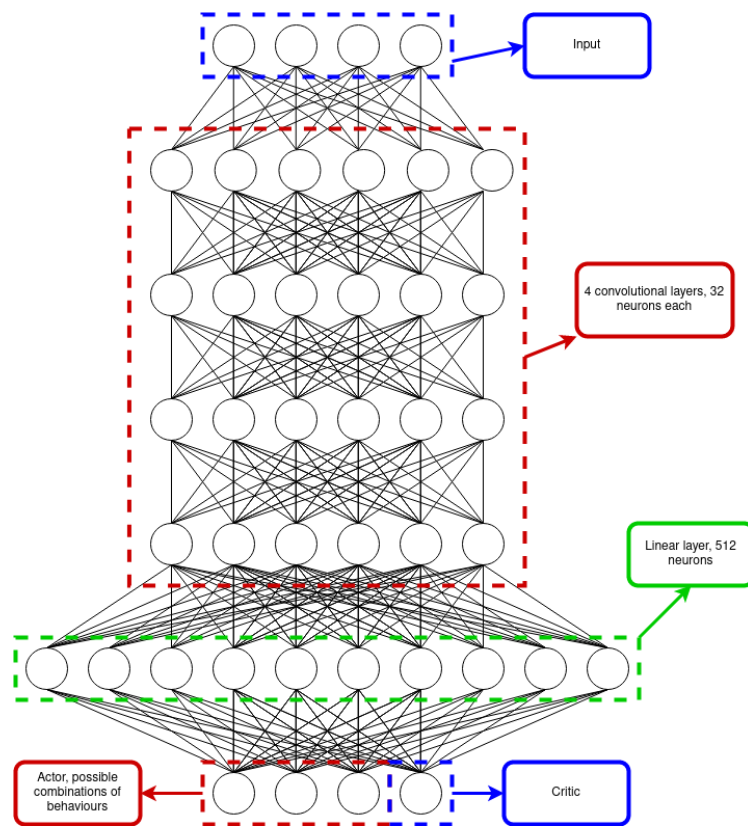 Input
4 convolutional layers, 32
neurons each
Linear layer, 512
neurons
Actor, possible
combinations of
behaviours
Critic